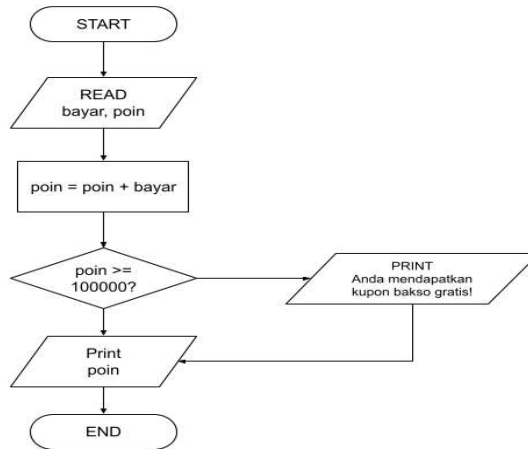 START
READ
bayar, poin
poin = poin + bayar
poin >=
100000?
PRINT
Anda mendapatkan
kupon bakso gratis!
Print
poin
END